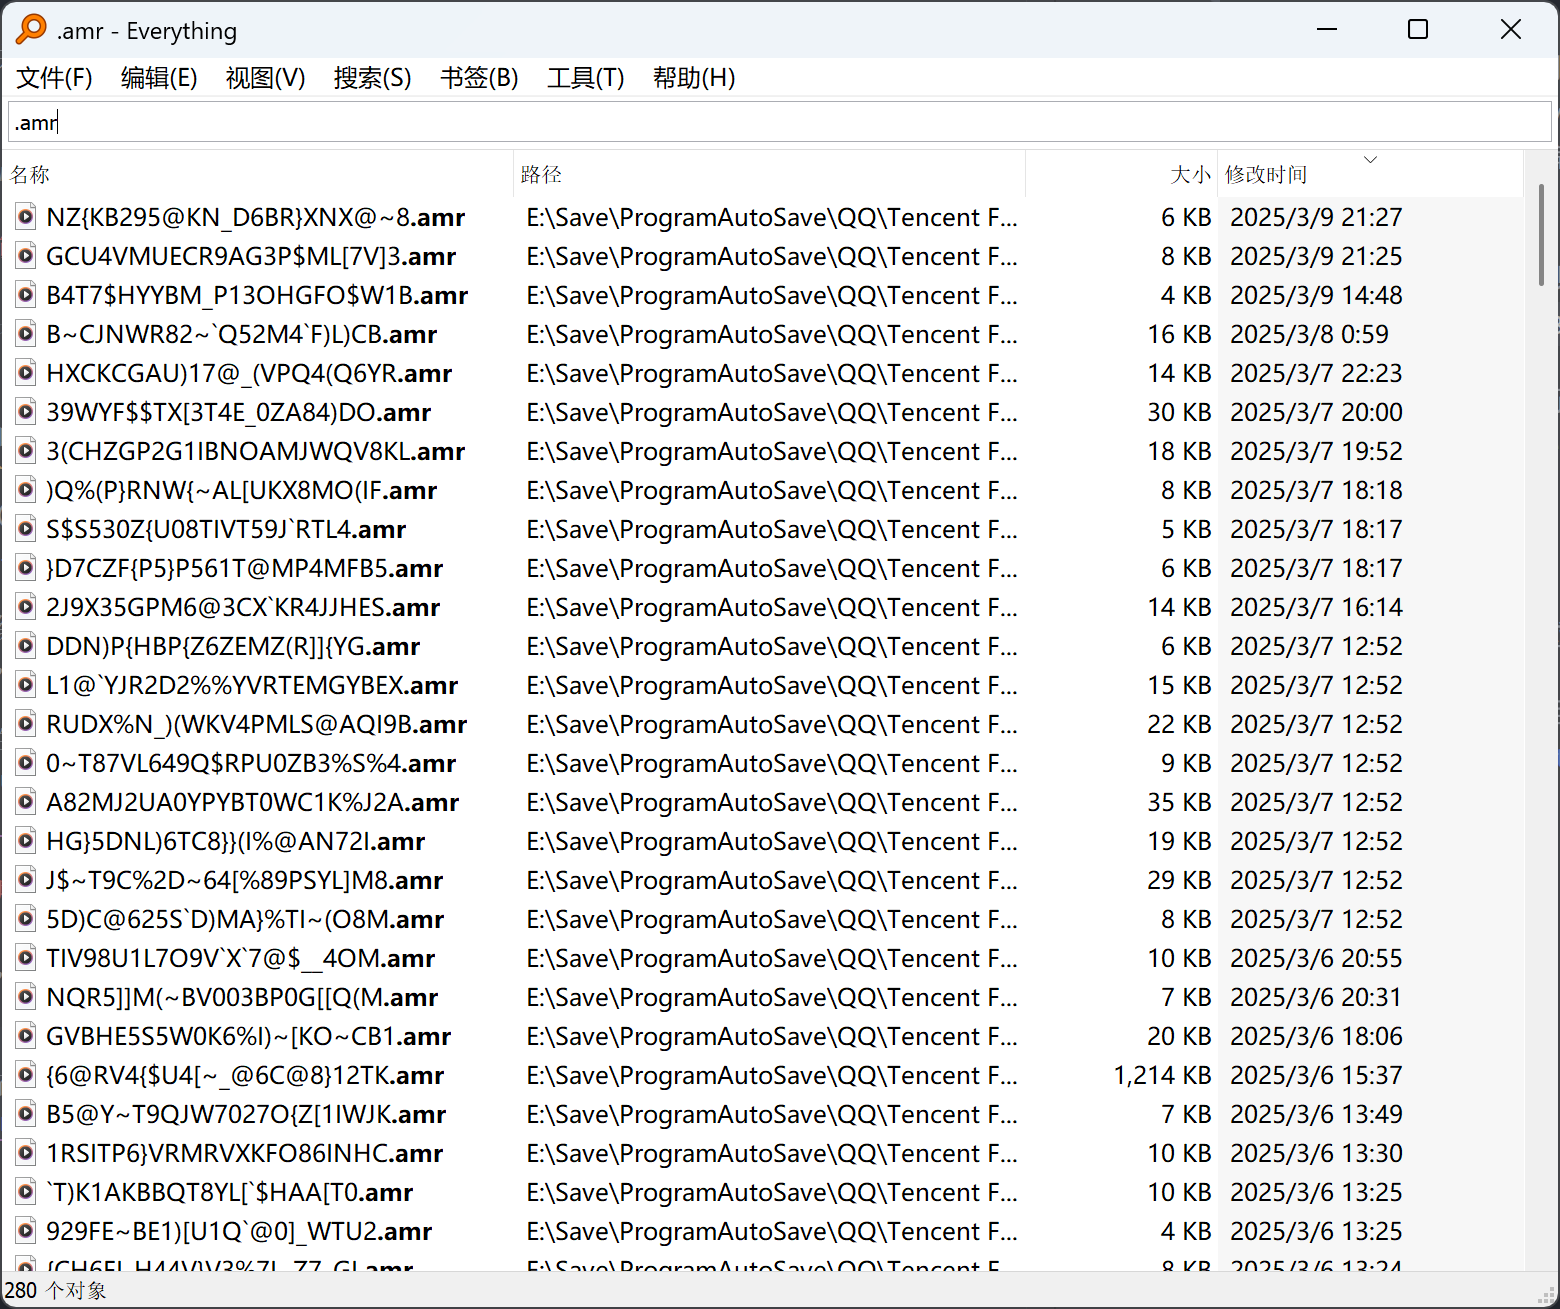 .amr - Everything
文件(F) 编辑(E) 视图(V) 搜索(S) 书签(B) 工具(T) 帮助(H)
.amr
名称 路径 大小 修改时间
NZ{KB295@KN_D6BR}XNX@~8.amr E:\Save\ProgramAutoSave\QQ\Tencent F... 6 KB 2025/3/9 21:27
GCU4VMUECR9AG3P$ML[7V]3.amr E:\Save\ProgramAutoSave\QQ\Tencent F... 8 KB 2025/3/9 21:25
B4T7$HYYBM_P13OHGFO$W1B.amr E:\Save\ProgramAutoSave\QQ\Tencent F... 4 KB 2025/3/9 14:48
B~CJNWR82~`Q52M4`F)L)CB.amr E:\Save\ProgramAutoSave\QQ\Tencent F... 16 KB 2025/3/8 0:59
HXCKCGAU)17@_(VPQ4(Q6YR.amr E:\Save\ProgramAutoSave\QQ\Tencent F... 14 KB 2025/3/7 22:23
39WYF$$TX[3T4E_0ZA84)DO.amr E:\Save\ProgramAutoSave\QQ\Tencent F... 30 KB 2025/3/7 20:00
3(CHZGP2G1IBNOAMJWQV8KL.amr E:\Save\ProgramAutoSave\QQ\Tencent F... 18 KB 2025/3/7 19:52
)Q%(P}RNW{~AL[UKX8MO(IF.amr E:\Save\ProgramAutoSave\QQ\Tencent F... 8 KB 2025/3/7 18:18
S$S530Z{U08TIVT59J`RTL4.amr E:\Save\ProgramAutoSave\QQ\Tencent F... 5 KB 2025/3/7 18:17
}D7CZF{P5}P561T@MP4MFB5.amr E:\Save\ProgramAutoSave\QQ\Tencent F... 6 KB 2025/3/7 18:17
2J9X35GPM6@3CX`KR4JJHES.amr E:\Save\ProgramAutoSave\QQ\Tencent F... 14 KB 2025/3/7 16:14
DDN)P{HBP{Z6ZEMZ(R]]{YG.amr E:\Save\ProgramAutoSave\QQ\Tencent F... 6 KB 2025/3/7 12:52
L1@`YJR2D2%%YVRTEMGYBEX.amr E:\Save\ProgramAutoSave\QQ\Tencent F... 15 KB 2025/3/7 12:52
RUDX%N_)(WKV4PMLS@AQI9B.amr E:\Save\ProgramAutoSave\QQ\Tencent F... 22 KB 2025/3/7 12:52
0~T87VL649Q$RPU0ZB3%S%4.amr E:\Save\ProgramAutoSave\QQ\Tencent F... 9 KB 2025/3/7 12:52
A82MJ2UA0YPYBT0WC1K%J2A.amr E:\Save\ProgramAutoSave\QQ\Tencent F... 35 KB 2025/3/7 12:52
HG}5DNL)6TC8}}(I%@AN72I.amr E:\Save\ProgramAutoSave\QQ\Tencent F... 19 KB 2025/3/7 12:52
J$~T9C%2D~64[%89PSYL]M8.amr E:\Save\ProgramAutoSave\QQ\Tencent F... 29 KB 2025/3/7 12:52
5D)C@625S`D)MA}%TI~(O8M.amr E:\Save\ProgramAutoSave\QQ\Tencent F... 8 KB 2025/3/7 12:52
TIV98U1L7O9V`X`7@$__4OM.amr E:\Save\ProgramAutoSave\QQ\Tencent F... 10 KB 2025/3/6 20:55
NQR5]]M(~BV003BP0G[[Q(M.amr E:\Save\ProgramAutoSave\QQ\Tencent F... 7 KB 2025/3/6 20:31
GVBHE5S5W0K6%I)~[KO~CB1.amr E:\Save\ProgramAutoSave\QQ\Tencent F... 20 KB 2025/3/6 18:06
{6@RV4{$U4[~_@6C@8}12TK.amr E:\Save\ProgramAutoSave\QQ\Tencent F... 1,214 KB 2025/3/6 15:37
B5@Y~T9QJW7027O{Z[1IWJK.amr E:\Save\ProgramAutoSave\QQ\Tencent F... 7 KB 2025/3/6 13:49
1RSITP6}VRMRVXKFO86INHC.amr E:\Save\ProgramAutoSave\QQ\Tencent F... 10 KB 2025/3/6 13:30
`T)K1AKBBQT8YL[`$HAA[T0.amr E:\Save\ProgramAutoSave\QQ\Tencent F... 10 KB 2025/3/6 13:25
929FE~BE1)[U1Q`@0]_WTU2.amr E:\Save\ProgramAutoSave\QQ\Tencent F... 4 KB 2025/3/6 13:25
E:\Save\ProgramAutoSave\QQ\Tencent F... 8 KB 2025/3/6 13:24
280 个对象